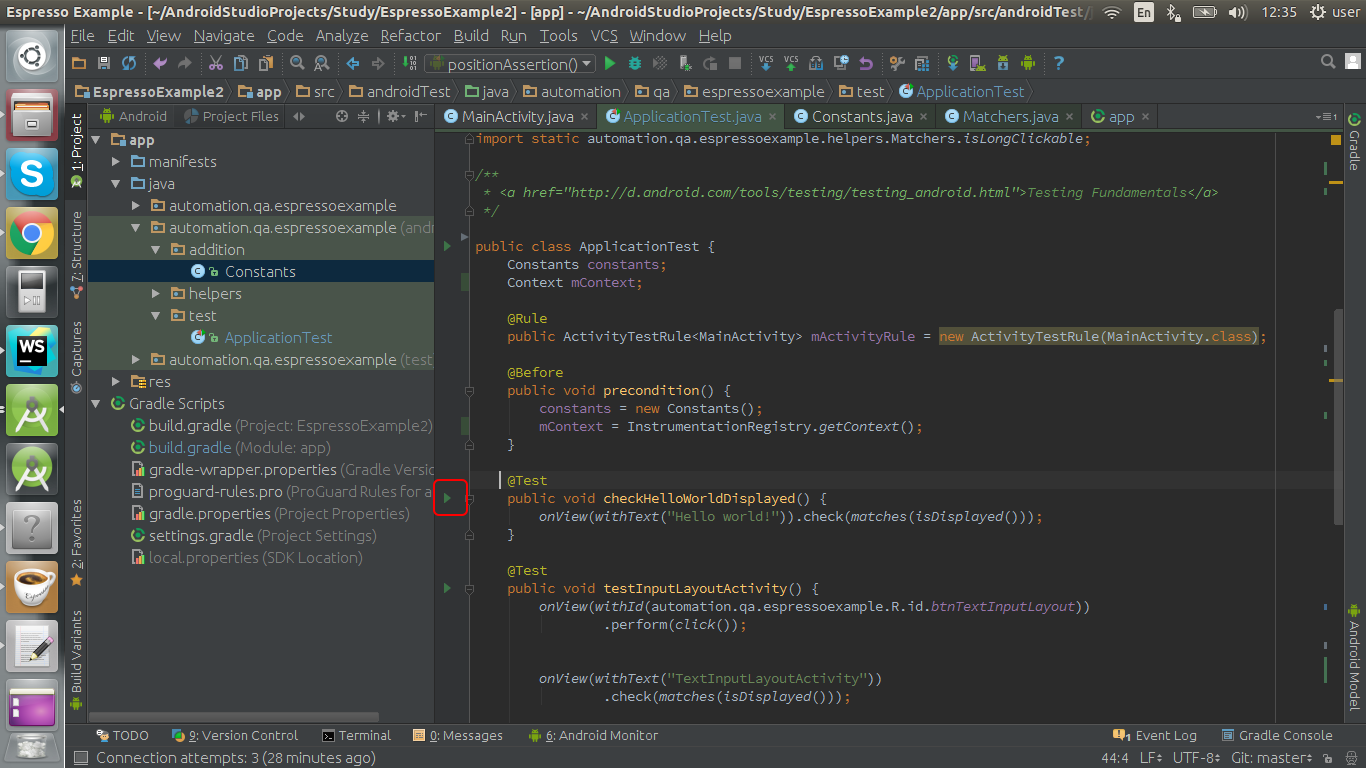 Espresso Example - [~/AndroidStudioProjects/Study/EspressoExample2] - [app] - ~/AndroidStudioProjects/Study/EspressoExample2/app/src/androidTest/j
En
12:35
user
File Edit View Navigate Code Analyze Refactor Build Run Tools VCS Window Help
positionAssertion()
VCS VCS
EspressoExample2 app src androidTest java automation qa espressoexample test ApplicationTest
Android Project Files
MainActivity.java × ApplicationTest.java × Constants.java × Matchers.java × app ×
1: Project
7: Structure
Captures
2: Favorites
Build Variants
app
manifests
java
automation.qa.espressoexample
automation.qa.espressoexample (andr
addition
Constants
helpers
test
ApplicationTest
automation.qa.espressoexample (test
res
Gradle Scripts
build.gradle (Project: EspressoExample2)
build.gradle (Module: app)
gradle-wrapper.properties (Gradle Versio
proguard-rules.pro (ProGuard Rules for a
gradle.properties (Project Properties)
settings.gradle (Project Settings)
local.properties (SDK Location)
import static automation.qa.espressoexample.helpers.Matchers.isLongClickable;
/**
* <a href="http://d.android.com/tools/testing/testing_android.html">Testing Fundamentals</a>
*/
public class ApplicationTest {
Constants constants;
Context mContext;
@Rule
public ActivityTestRule<MainActivity> mActivityRule = new ActivityTestRule(MainActivity.class);
@Before
public void precondition() {
constants = new Constants();
mContext = InstrumentationRegistry.getContext();
}
@Test
public void checkHelloWorldDisplayed() {
onView(withText("Hello world!")).check(matches(isDisplayed()));
}
@Test
public void testInputLayoutActivity() {
onView(withId(automation.qa.espressoexample.R.id.btnTextInputLayout))
.perform(click());
onView(withText("TextInputLayoutActivity"))
.check(matches(isDisplayed()));
Gradle
Android Model
WS
TODO 9: Version Control Terminal 0: Messages 6: Android Monitor 1 Event Log Gradle Console
Connection attempts: 3 (28 minutes ago) 44:4 LF UTF-8 Git: master